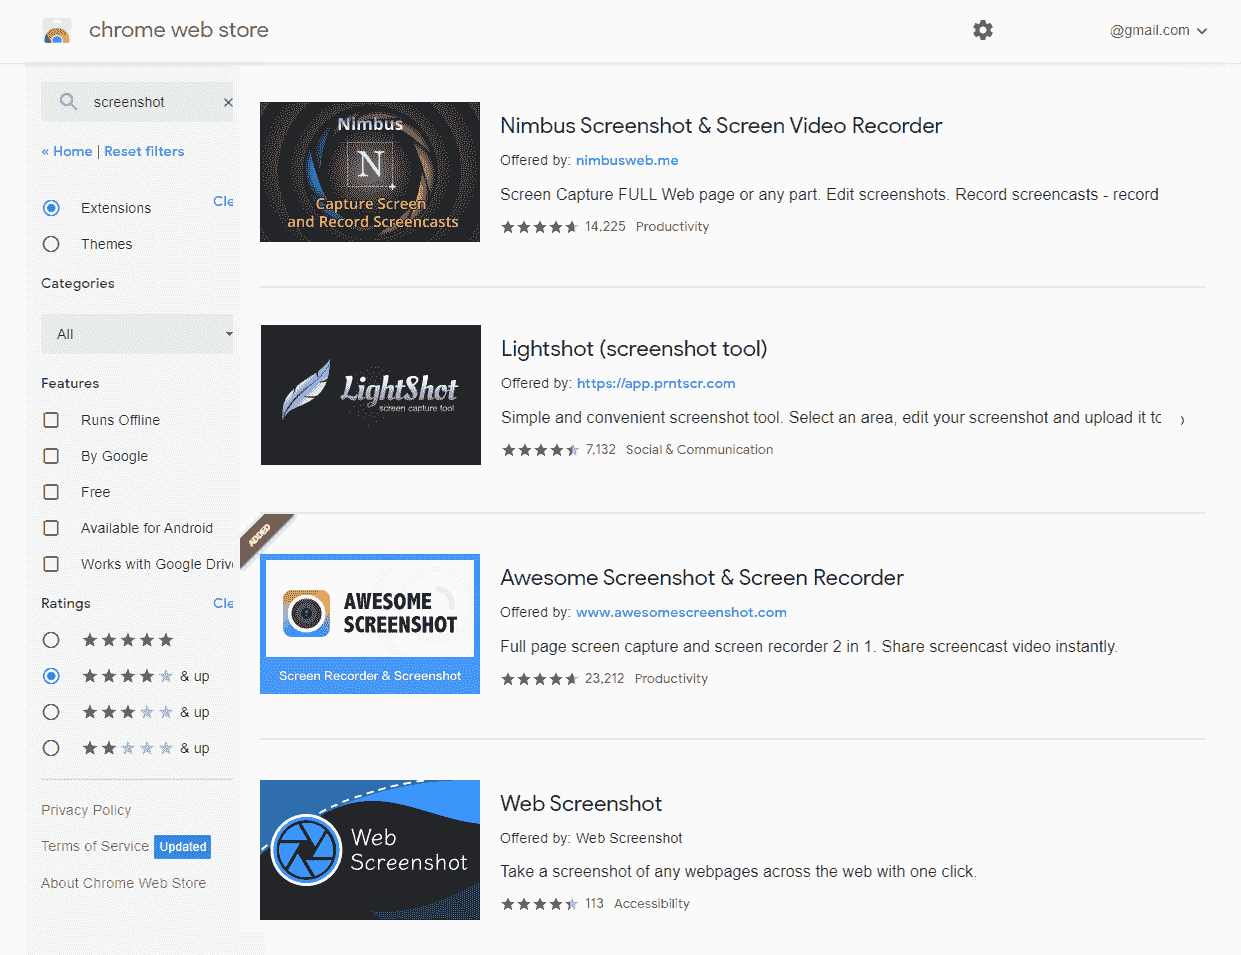 chrome web store
@gmail.com
screenshot
« Home | Reset filters
Extensions
Cle
Themes
Categories
All
Features
Runs Offline
By Google
Free
Available for Android
Works with Google Driv
Ratings
Cle
& up
& up
& up
Privacy Policy
Terms of Service Updated
About Chrome Web Store
Nimbus
N
Capture Screen
and Record Screencasts
Nimbus Screenshot & Screen Video Recorder
Offered by: nimbusweb.me
Screen Capture FULL Web page or any part. Edit screenshots. Record screencasts - record
14,225 Productivity
LightShot
screen capture tool
Lightshot (screenshot tool)
Offered by: https://app.prntscr.com
Simple and convenient screenshot tool. Select an area, edit your screenshot and upload it to
7,132 Social & Communication
ADDED
AWESOME
SCREENSHOT
Screen Recorder & Screenshot
Awesome Screenshot & Screen Recorder
Offered by: www.awesomescreenshot.com
Full page screen capture and screen recorder 2 in 1. Share screencast video instantly.
23,212 Productivity
Web
Screenshot
Web Screenshot
Offered by: Web Screenshot
Take a screenshot of any webpages across the web with one click.
113 Accessibility